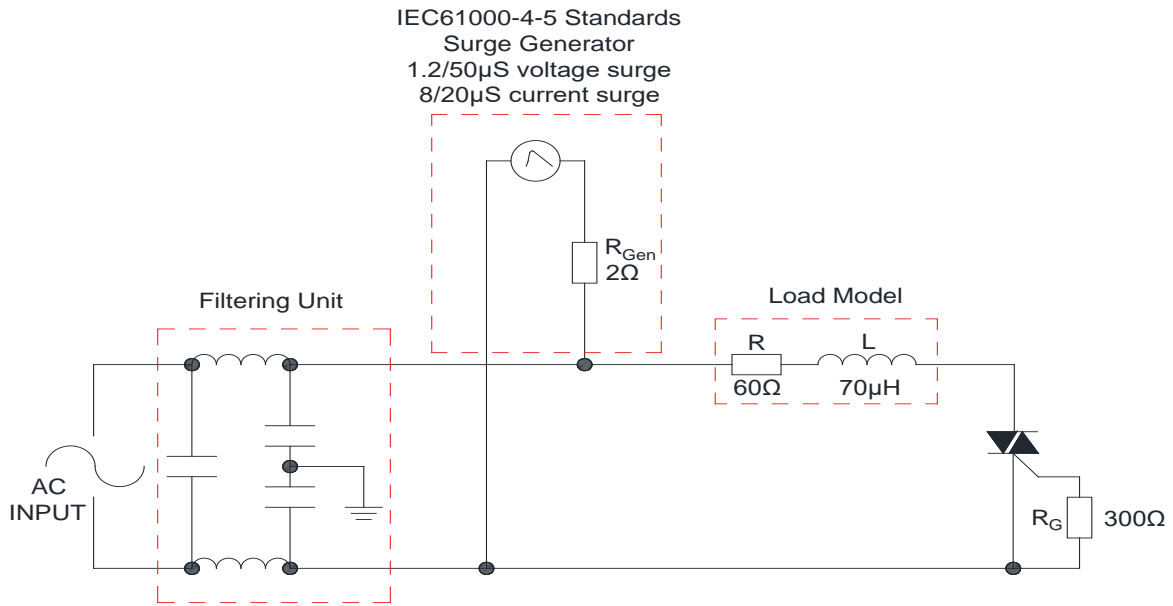 IEC61000-4-5 Standards
Surge Generator
1.2/50µS voltage surge
8/20µS current surge
RGen
2Ω
Filtering Unit
Load Model
R
L
60Ω
70µH
AC
INPUT
RG
300Ω